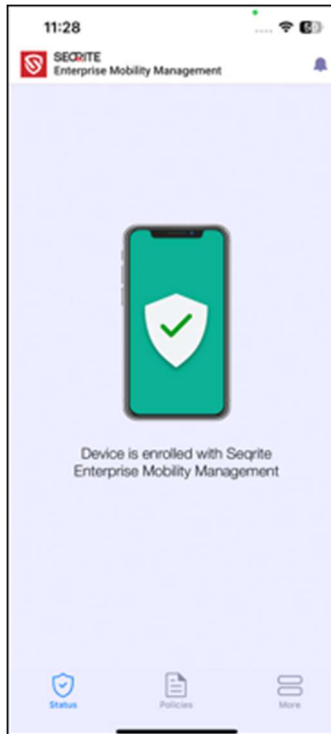 11:28
SEQRITE
Enterprise Mobility Management
Device is enrolled with Seqrite
Enterprise Mobility Management
Status
Policies
More